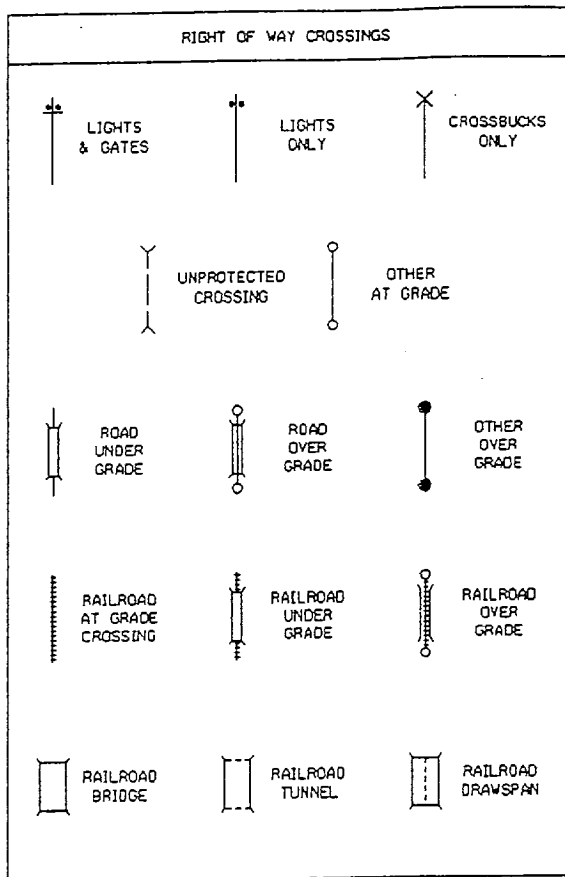 RIGHT OF WAY CROSSINGS
LIGHTS
& GATES
LIGHTS
ONLY
CROSSBUCKS
ONLY
UNPROTECTED
CROSSING
OTHER
AT GRADE
ROAD
UNDER
GRADE
ROAD
OVER
GRADE
OTHER
OVER
GRADE
RAILROAD
AT GRADE
CROSSING
RAILROAD
UNDER
GRADE
RAILROAD
OVER
GRADE
RAILROAD
BRIDGE
RAILROAD
TUNNEL
RAILROAD
DRAWSPAN